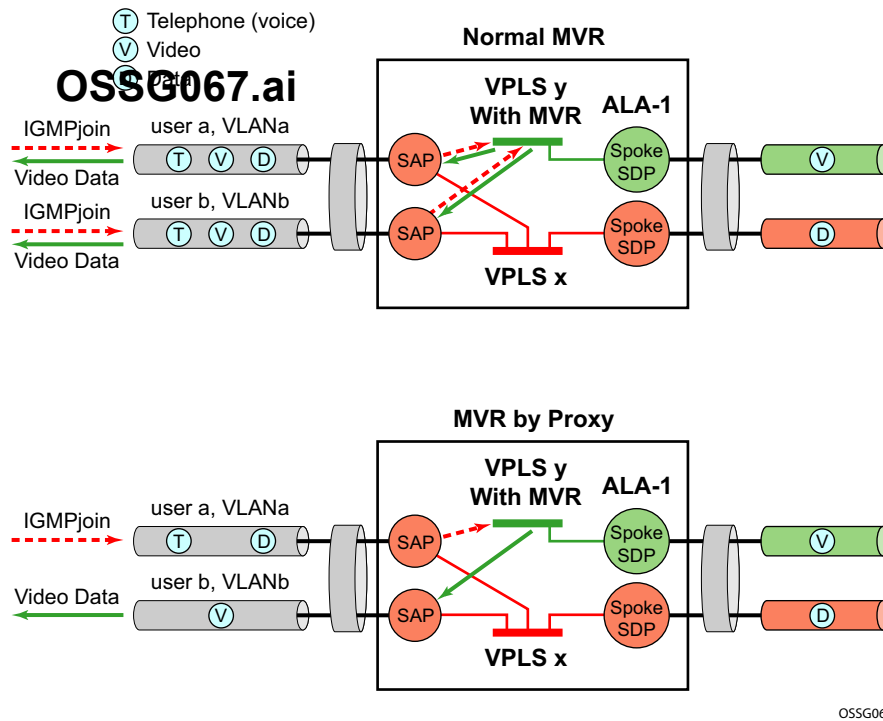 T Telephone (voice)
V Video
D Data
OSSG067.ai
Normal MVR
VPLS y
With MVR
ALA-1
IGMPjoin
user a, VLANa
T V D
Video Data
SAP
Spoke
SDP
V
IGMPjoin
user b, VLANb
T V D
Video Data
SAP
Spoke
SDP
D
VPLS x
MVR by Proxy
VPLS y
With MVR
ALA-1
IGMPjoin
user a, VLANa
T D
SAP
Spoke
SDP
V
Video Data
user b, VLANb
V
SAP
Spoke
SDP
D
VPLS x
OSSG06